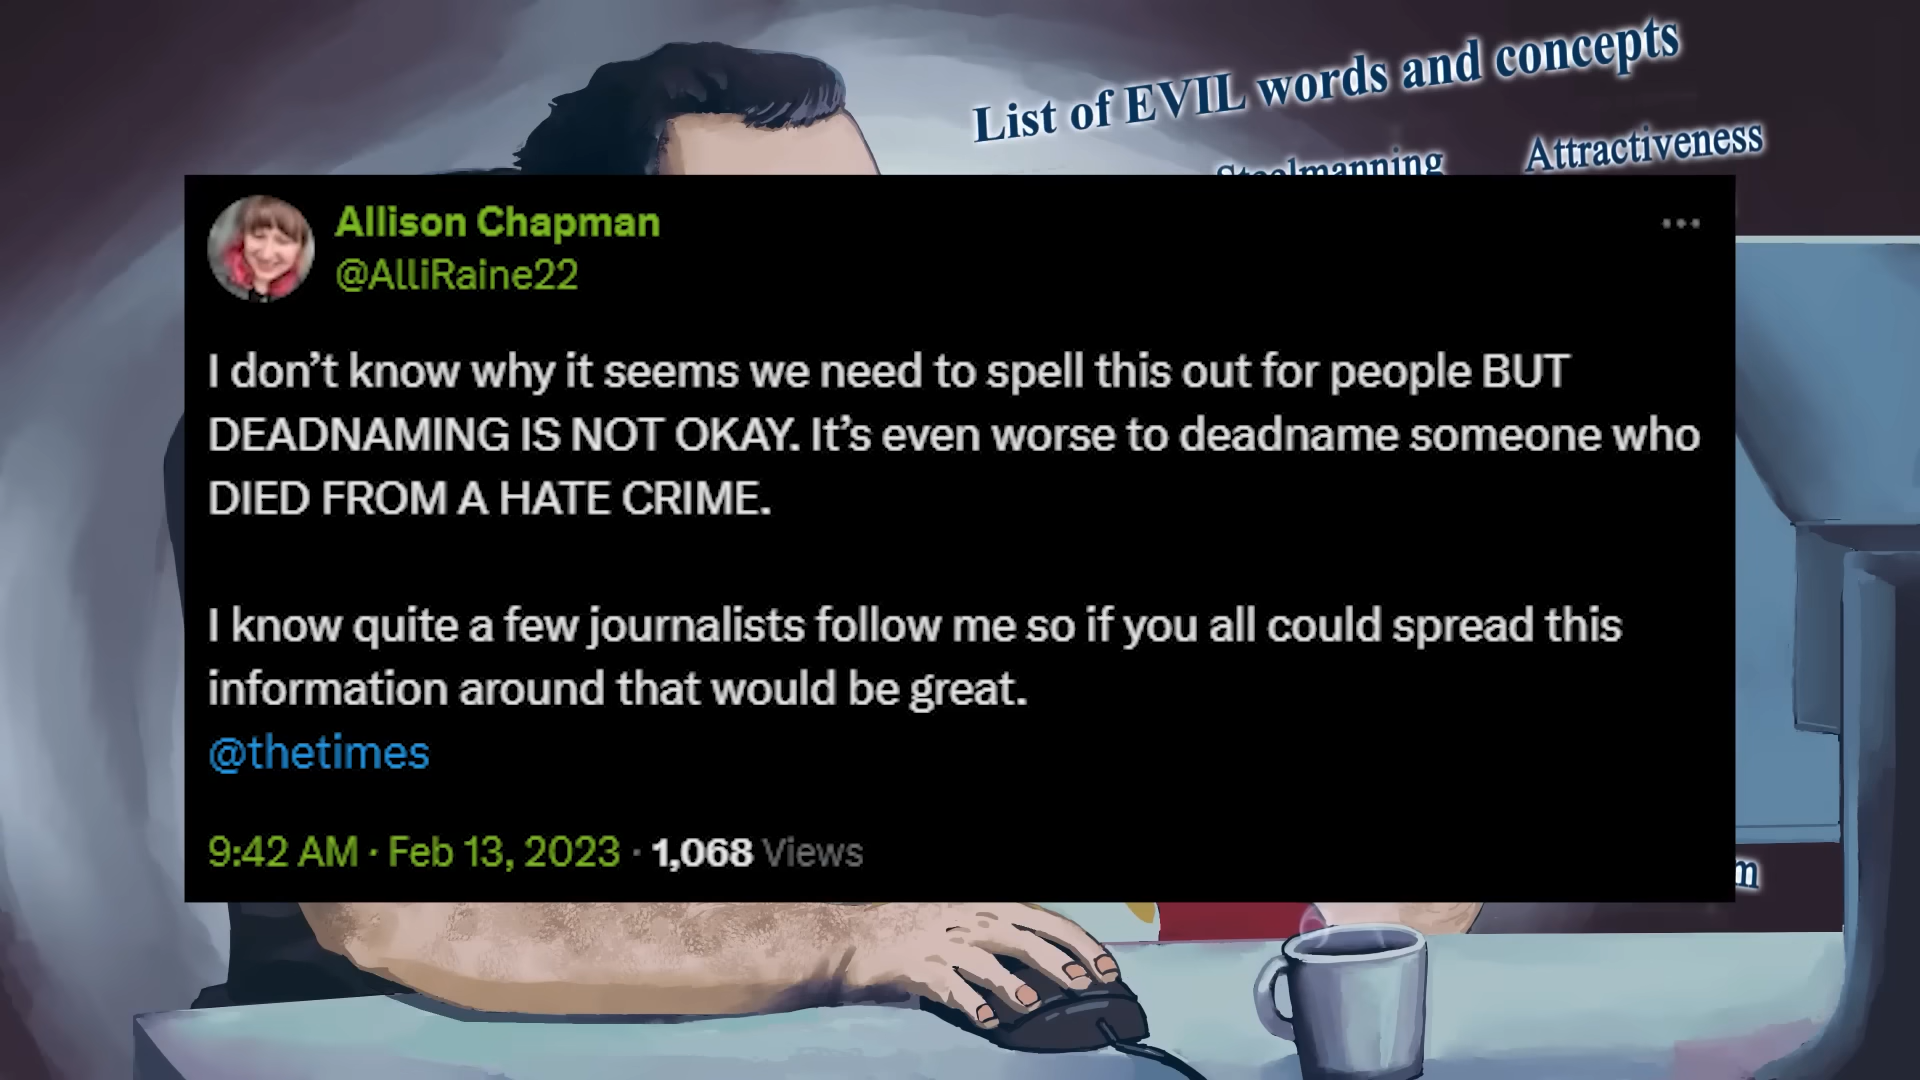 List of EVIL words and concepts
Attractiveness
Allison Chapman
@AlliRaine22
I don’t know why it seems we need to spell this out for people BUT
DEADNAMING IS NOT OKAY. It’s even worse to deadname someone who
DIED FROM A HATE CRIME.
I know quite a few journalists follow me so if you all could spread this
information around that would be great.
@thetimes
9:42 AM · Feb 13, 2023 · 1,068 Views